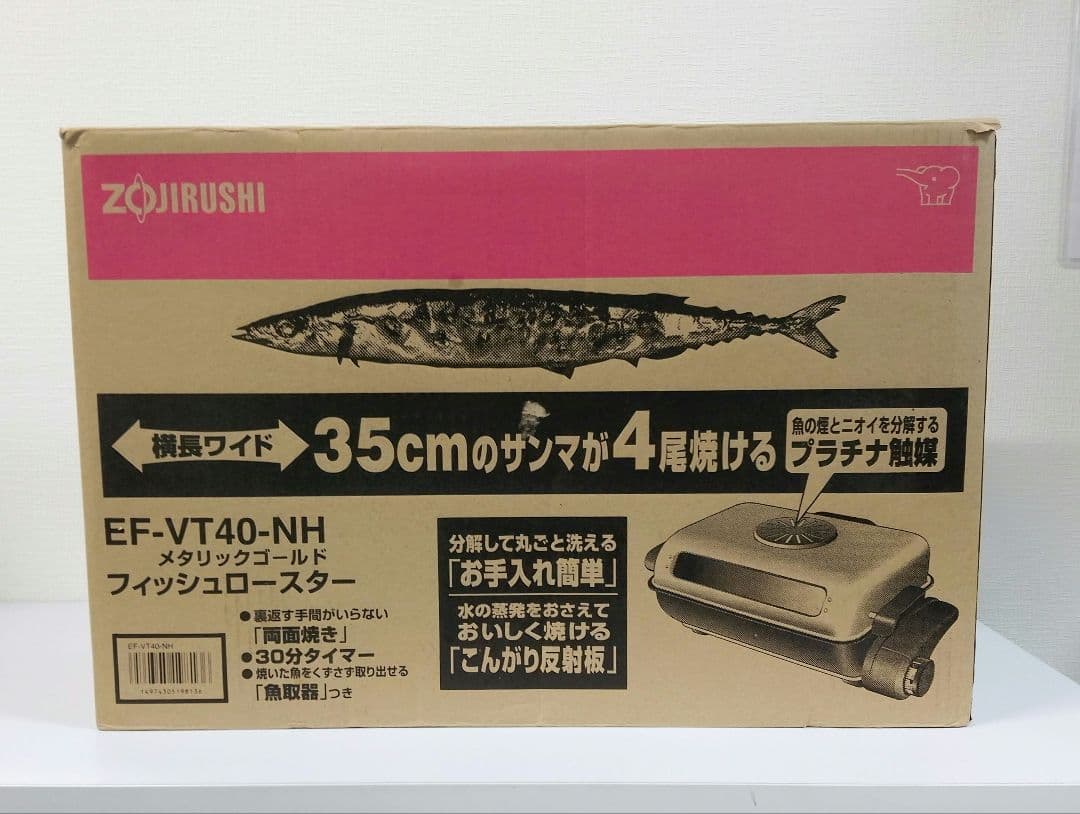 ZOJIRUSHI
横長ワイド
35cmのサンマが4尾焼ける
魚の煙とニオイを分解する
プラチナ触媒
EF-VT40-NH
メタリックゴールド
フィッシュロースター
●裏返す手間がいらない
「両面焼き」
●30分タイマー
●焼いた魚をくずさず取り出せる
「魚取器」つき
分解して丸ごと洗える
「お手入れ簡単」
水の蒸発をおさえて
おいしく焼ける
「こんがり反射板」
EF-VT40-NH